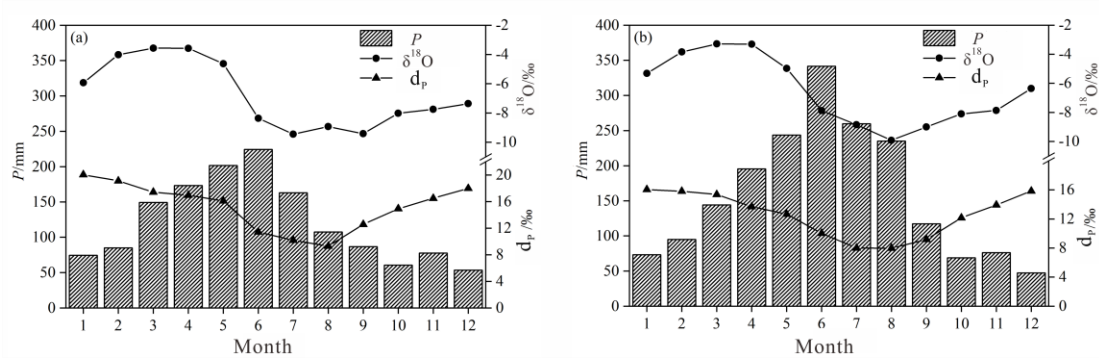 (a)
P
δ¹⁸O
dₚ
400
350
300
250
200
150
100
50
0
P/mm
-2
-4
-6
-8
-10
δ¹⁸O/‰
20
16
12
8
4
0
dₚ/‰
1 2 3 4 5 6 7 8 9 10 11 12
Month
(b)
P
δ¹⁸O
dₚ
400
350
300
250
200
150
100
50
0
P/mm
-2
-4
-6
-8
-10
δ¹⁸O/‰
16
12
8
4
0
dₚ/‰
1 2 3 4 5 6 7 8 9 10 11 12
Month